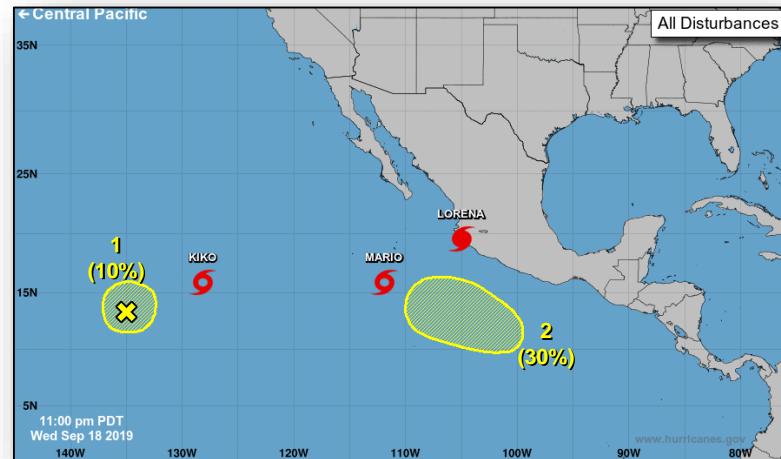 ← Central Pacific
All Disturbances
35N
25N
LORENA
1
(10%)
KIKO
MARIO
15N
2
(30%)
5N
11:00 pm PDT
Wed Sep 18 2019
www.hurricanes.gov
140W 130W 120W 110W 100W 90W 80W